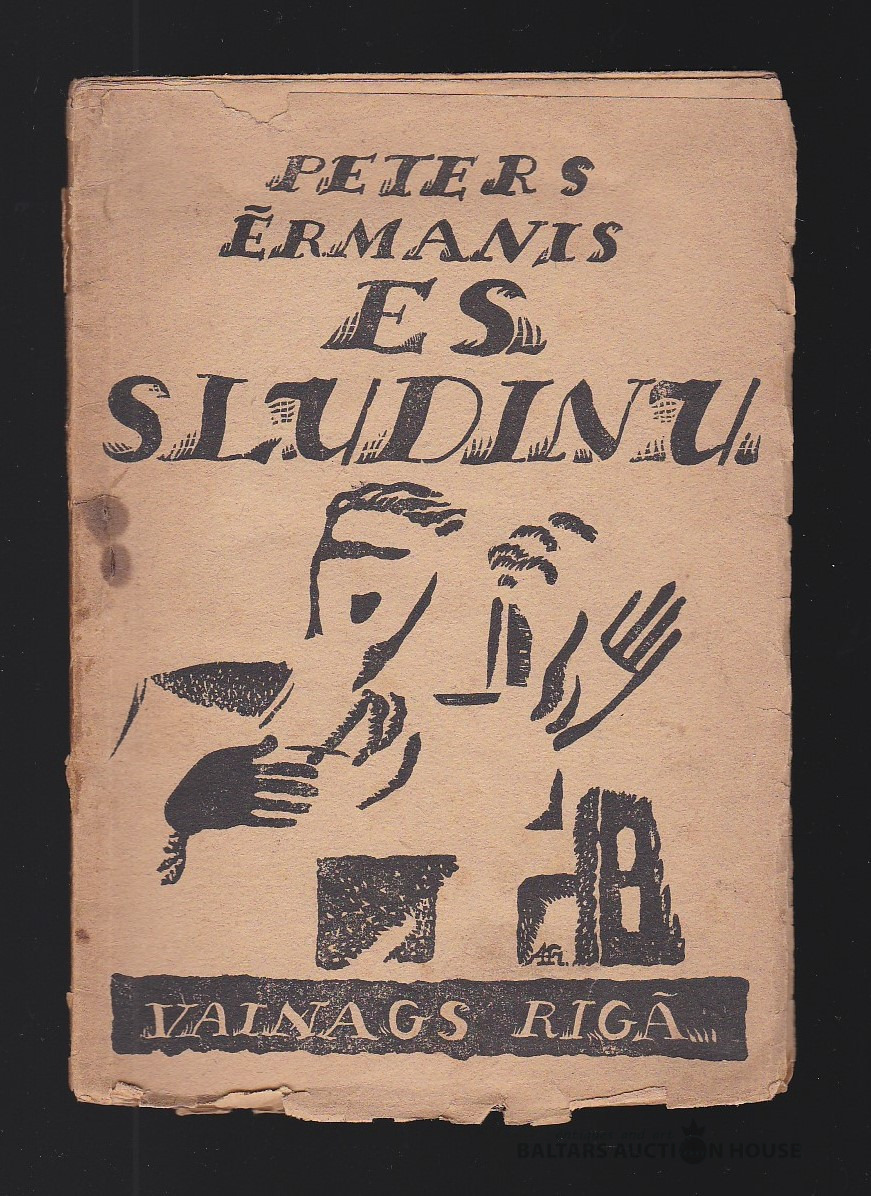 PETERS
ĒRMANIS
ES
SLUDINU
VAINAGS RIGĀ
BALTARS AUCTION HOUSE